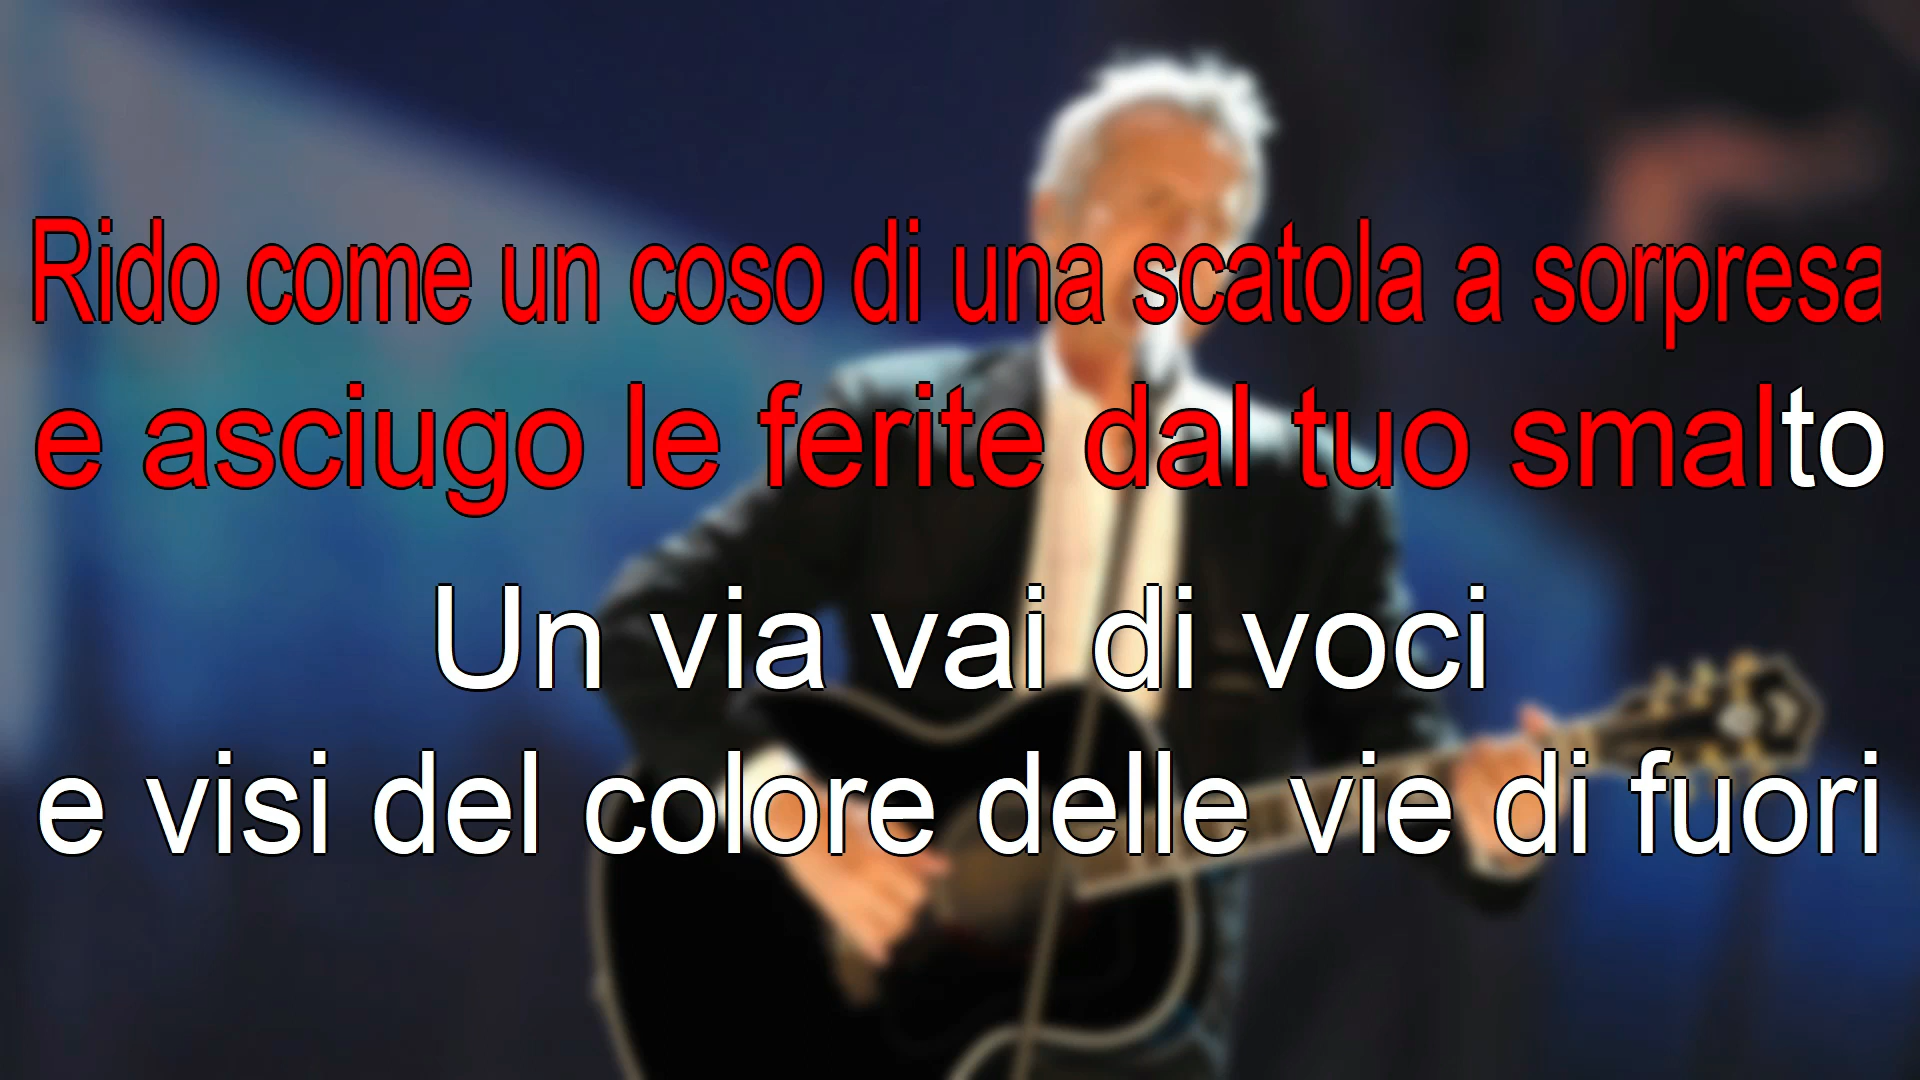 Rido come un coso di una scatola a sorpresa
e asciugo le ferite dal tuo smalto
Un via vai di voci
e visi del colore delle vie di fuori